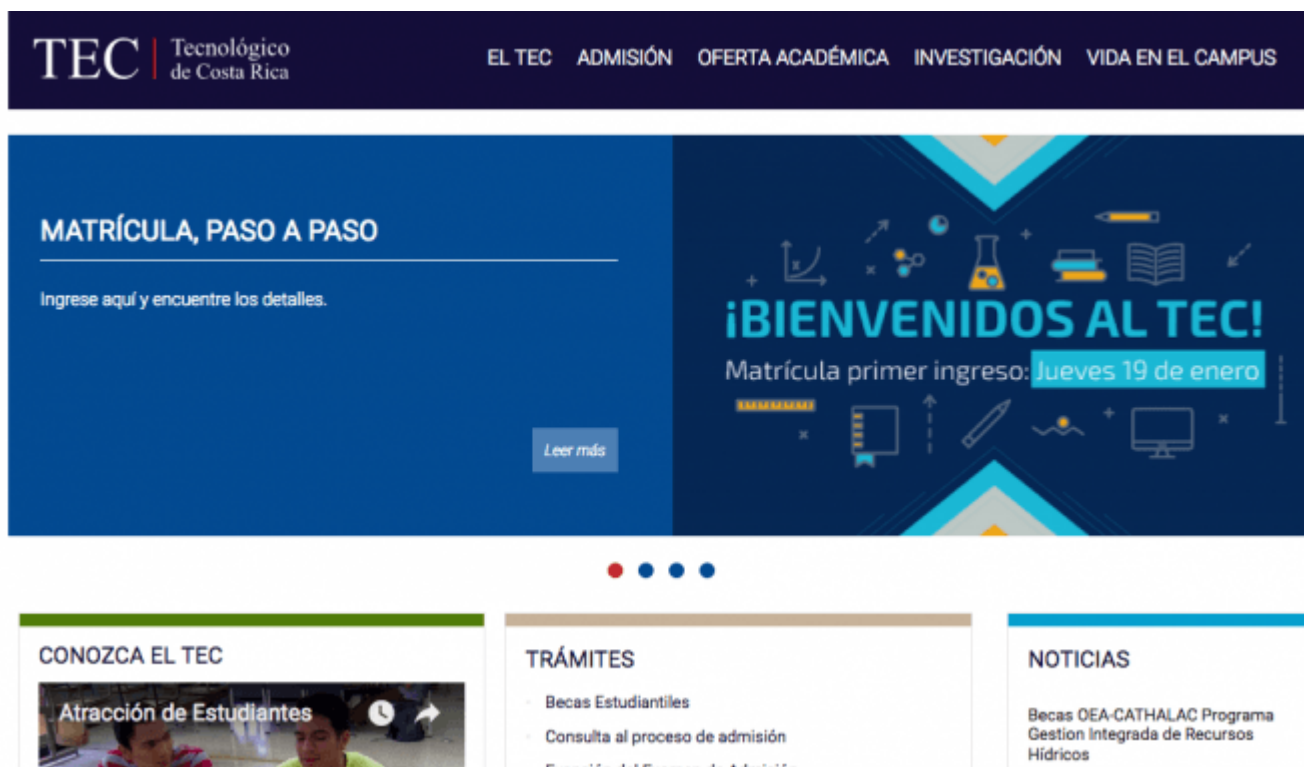 TEC | Tecnológico
de Costa Rica
EL TEC ADMISIÓN OFERTA ACADÉMICA INVESTIGACIÓN VIDA EN EL CAMPUS
MATRÍCULA, PASO A PASO
Ingrese aquí y encuentre los detalles.
Leer más
¡BIENVENIDOS AL TEC!
Matrícula primer ingreso: Jueves 19 de enero
CONOZCA EL TEC
Atracción de Estudiantes
TRÁMITES
Becas Estudiantiles
Consulta al proceso de admisión
NOTICIAS
Becas OEA-CATHALAC Programa
Gestion Integrada de Recursos
Hídricos